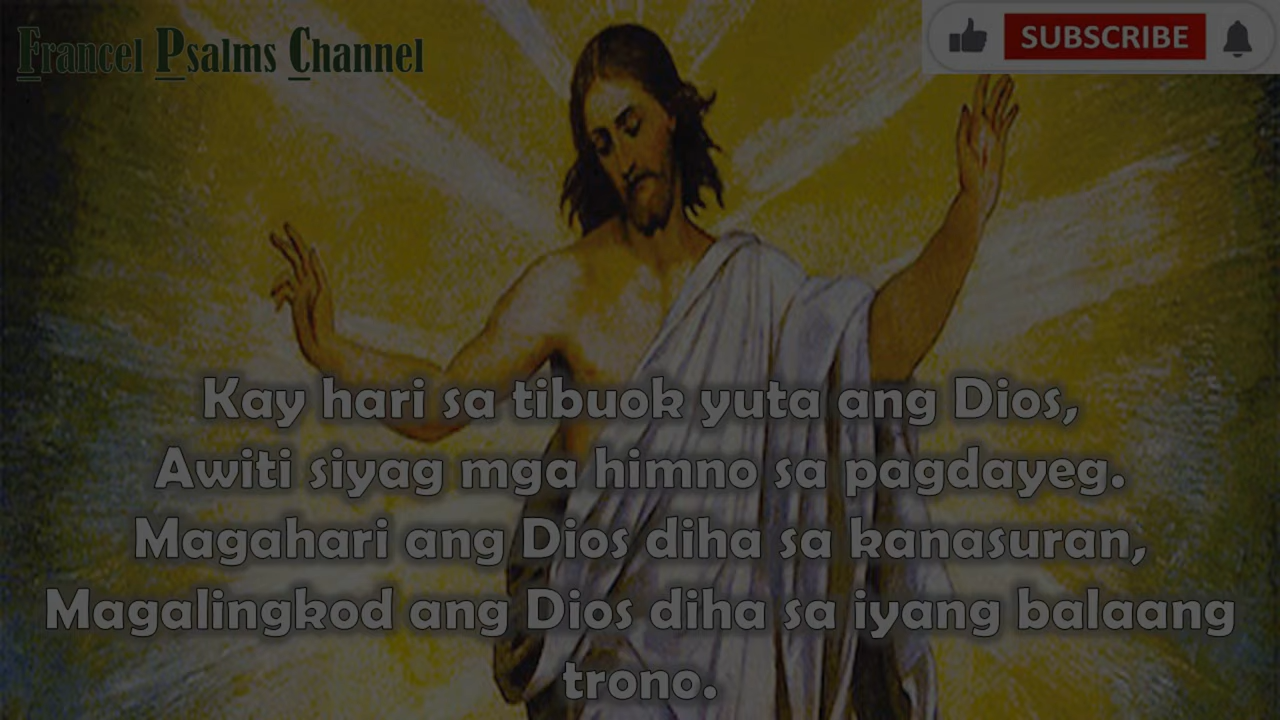 Francel Psalms Channel
SUBSCRIBE
Kay hari sa tibuok yuta ang Dios,
Awiti siyag mga himno sa pagdayeg.
Magahari ang Dios diha sa kanasuran,
Magalingkod ang Dios diha sa iyang balaang
trono.